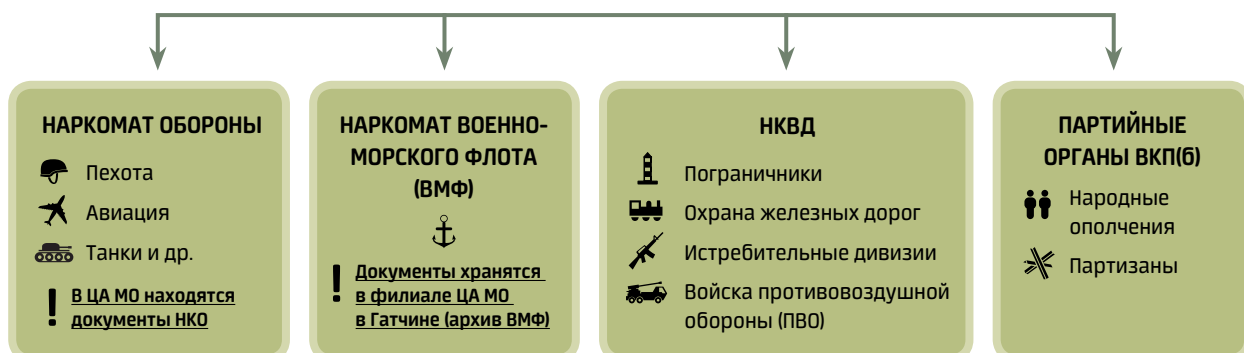 НАРКОМАТ ОБОРОНЫ
Пехота
Авиация
Танки и др.
! В ЦА МО находятся
документы НКО
НАРКОМАТ ВОЕННО-
МОРСКОГО ФЛОТА
(ВМФ)
! Документы хранятся
в филиале ЦА МО
в Гатчине (архив ВМФ)
НКВД
Пограничники
Охрана железных дорог
Истребительные дивизии
Войска противовоздушной
обороны (ПВО)
ПАРТИЙНЫЕ
ОРГАНЫ ВКП(б)
Народные
ополчения
Партизаны